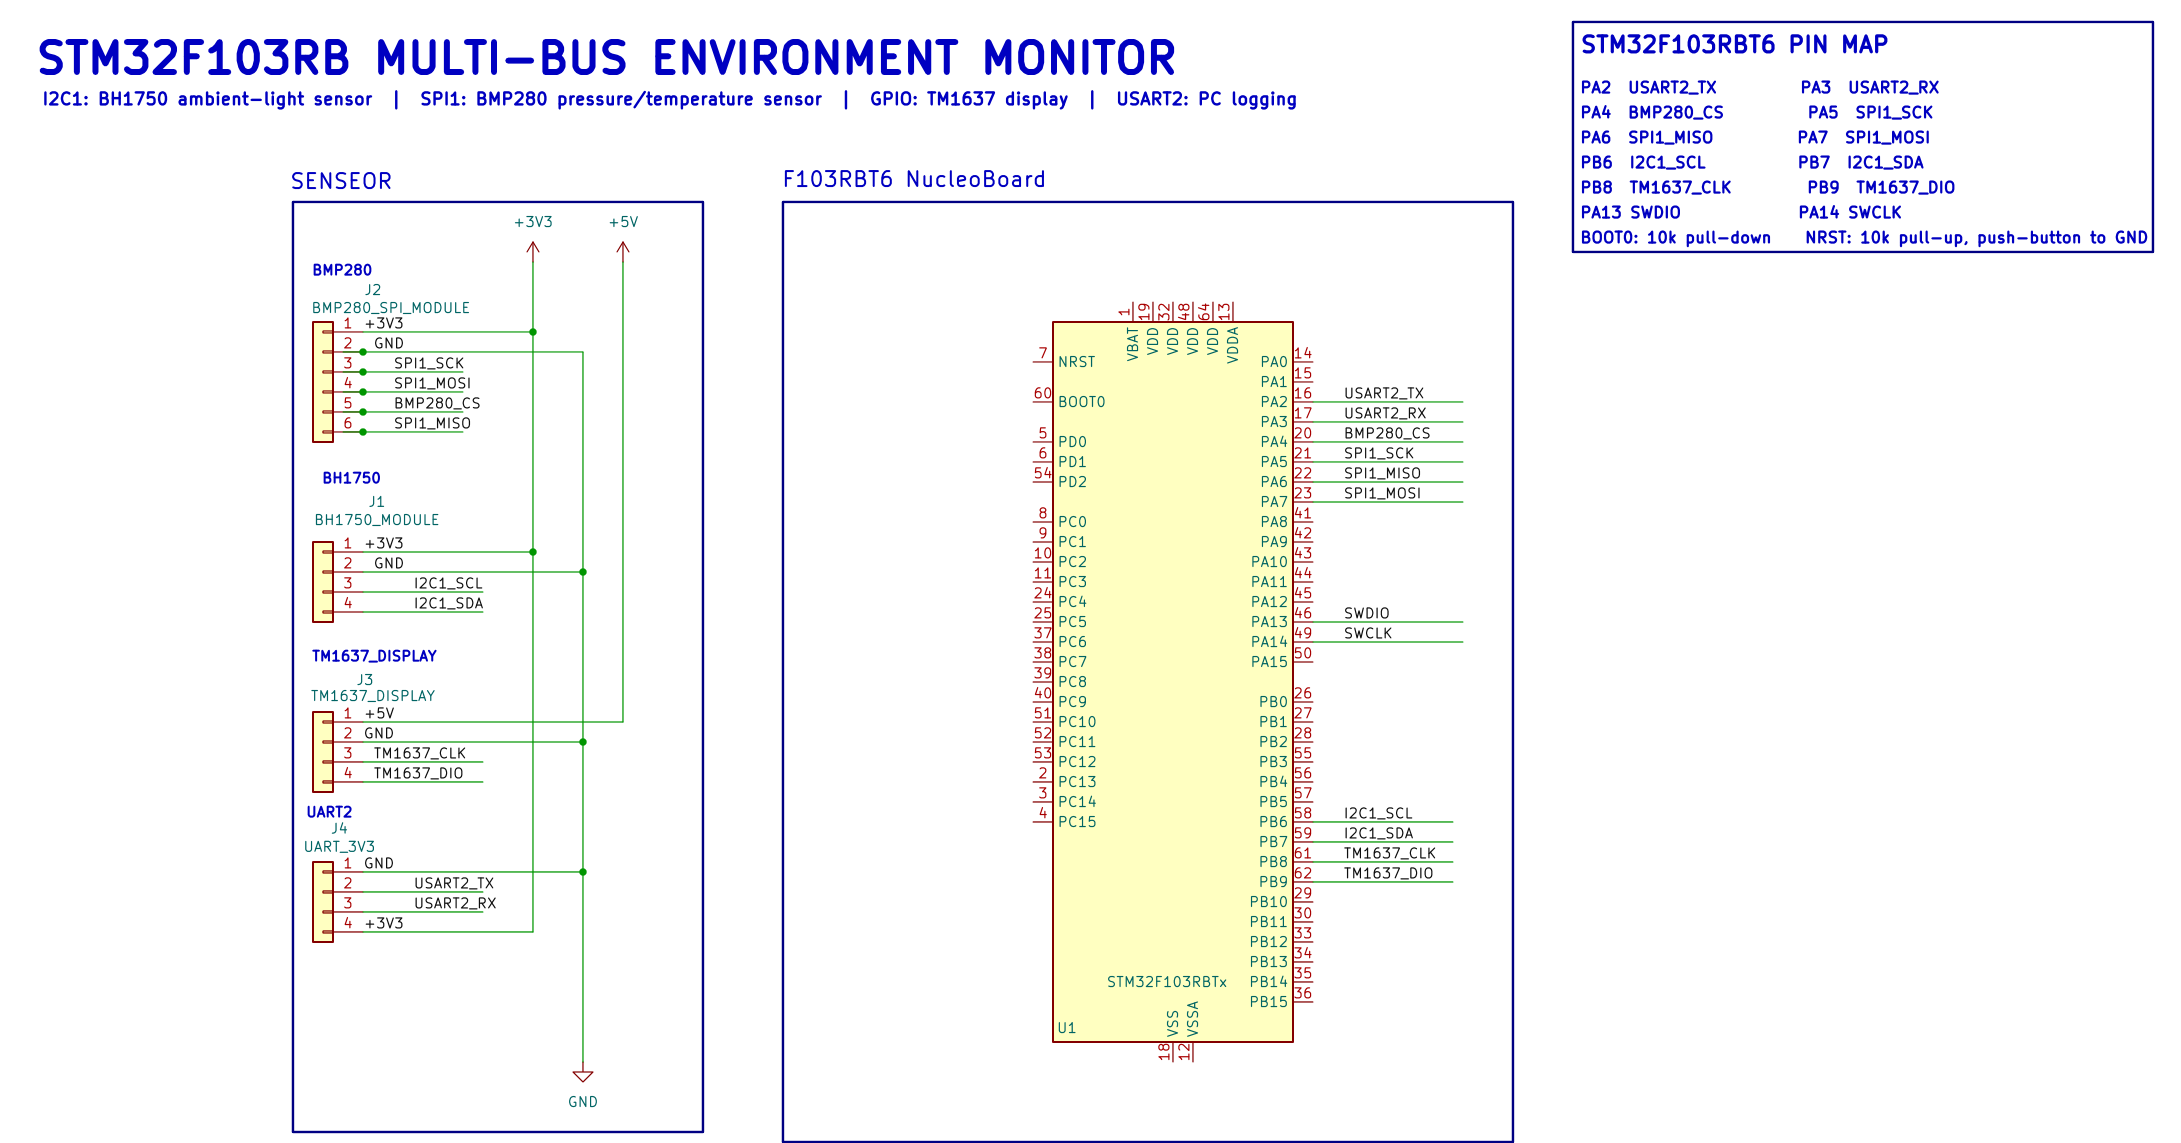 STM32F103RB MULTI-BUS ENVIRONMENT MONITOR
I2C1: BH1750 ambient-light sensor | SPI1: BMP280 pressure/temperature sensor | GPIO: TM1637 display | USART2: PC logging
STM32F103RBT6 PIN MAP
PA2 USART2_TX PA3 USART2_RX
PA4 BMP280_CS PA5 SPI1_SCK
PA6 SPI1_MISO PA7 SPI1_MOSI
PB6 I2C1_SCL PB7 I2C1_SDA
PB8 TM1637_CLK PB9 TM1637_DIO
PA13 SWDIO PA14 SWCLK
BOOT0: 10k pull-down NRST: 10k pull-up, push-button to GND
SENSEOR
+3V3 +5V
BMP280
J2
BMP280_SPI_MODULE
1 +3V3
2 GND
3 SPI1_SCK
4 SPI1_MOSI
5 BMP280_CS
6 SPI1_MISO
BH1750
J1
BH1750_MODULE
1 +3V3
2 GND
3 I2C1_SCL
4 I2C1_SDA
TM1637_DISPLAY
J3
TM1637_DISPLAY
1 +5V
2 GND
3 TM1637_CLK
4 TM1637_DIO
UART2
J4
UART_3V3
1 GND
2 USART2_TX
3 USART2_RX
4 +3V3
GND
F103RBT6 NucleoBoard
1 19 32 48 64 13
VBAT VDD VDD VDD VDD VDDA
7 NRST
60 BOOT0
5 PD0
6 PD1
54 PD2
8 PC0
9 PC1
10 PC2
11 PC3
24 PC4
25 PC5
37 PC6
38 PC7
39 PC8
40 PC9
51 PC10
52 PC11
53 PC12
2 PC13
3 PC14
4 PC15
PA0 14
PA1 15
PA2 16 USART2_TX
PA3 17 USART2_RX
PA4 20 BMP280_CS
PA5 21 SPI1_SCK
PA6 22 SPI1_MISO
PA7 23 SPI1_MOSI
PA8 41
PA9 42
PA10 43
PA11 44
PA12 45
PA13 46 SWDIO
PA14 49 SWCLK
PA15 50
PB0 26
PB1 27
PB2 28
PB3 55
PB4 56
PB5 57
PB6 58 I2C1_SCL
PB7 59 I2C1_SDA
PB8 61 TM1637_CLK
PB9 62 TM1637_DIO
PB10 29
PB11 30
PB12 33
PB13 34
PB14 35
PB15 36
STM32F103RBTx
U1
VSS VSSA
18 12